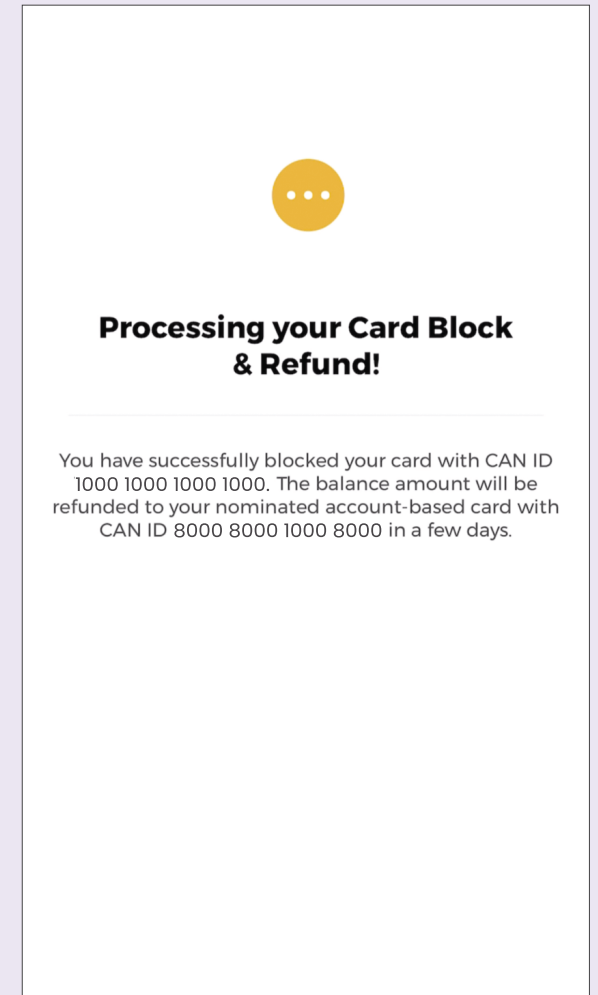 Processing your Card Block
& Refund!
You have successfully blocked your card with CAN ID
1000 1000 1000 1000. The balance amount will be
refunded to your nominated account-based card with
CAN ID 8000 8000 1000 8000 in a few days.